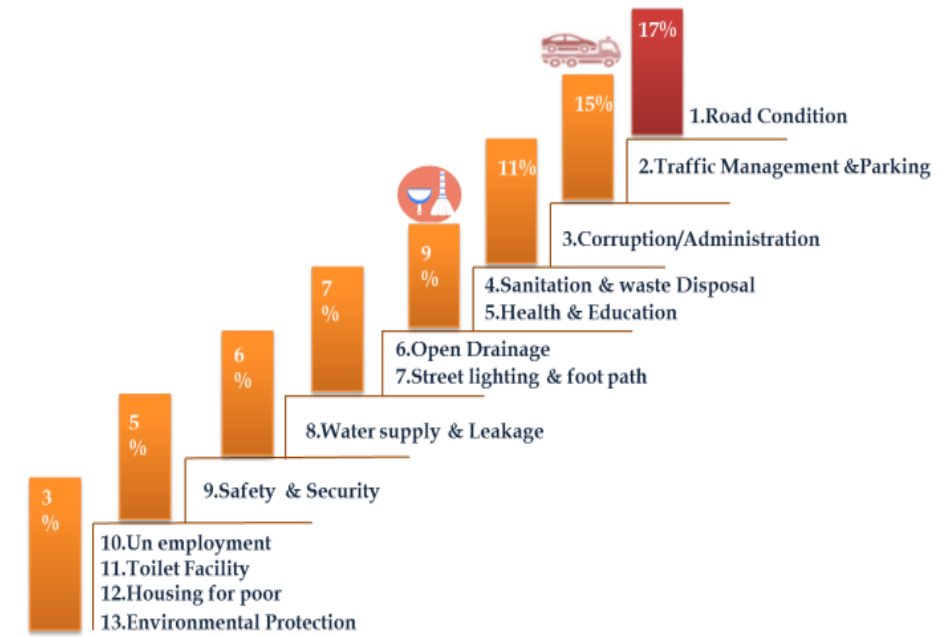 17%
1.Road Condition
15%
2.Traffic Management &Parking
11%
3.Corruption/Administration
9
%
4.Sanitation & waste Disposal
5.Health & Education
7
%
6.Open Drainage
7.Street lighting & foot path
6
%
8.Water supply & Leakage
5
%
9.Safety & Security
3
%
10.Un employment
11.Toilet Facility
12.Housing for poor
13.Environmental Protection